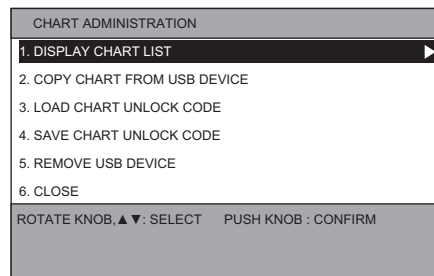 CHART ADMINISTRATION
1. DISPLAY CHART LIST
2. COPY CHART FROM USB DEVICE
3. LOAD CHART UNLOCK CODE
4. SAVE CHART UNLOCK CODE
5. REMOVE USB DEVICE
6. CLOSE
ROTATE KNOB,▲▼: SELECT PUSH KNOB : CONFIRM